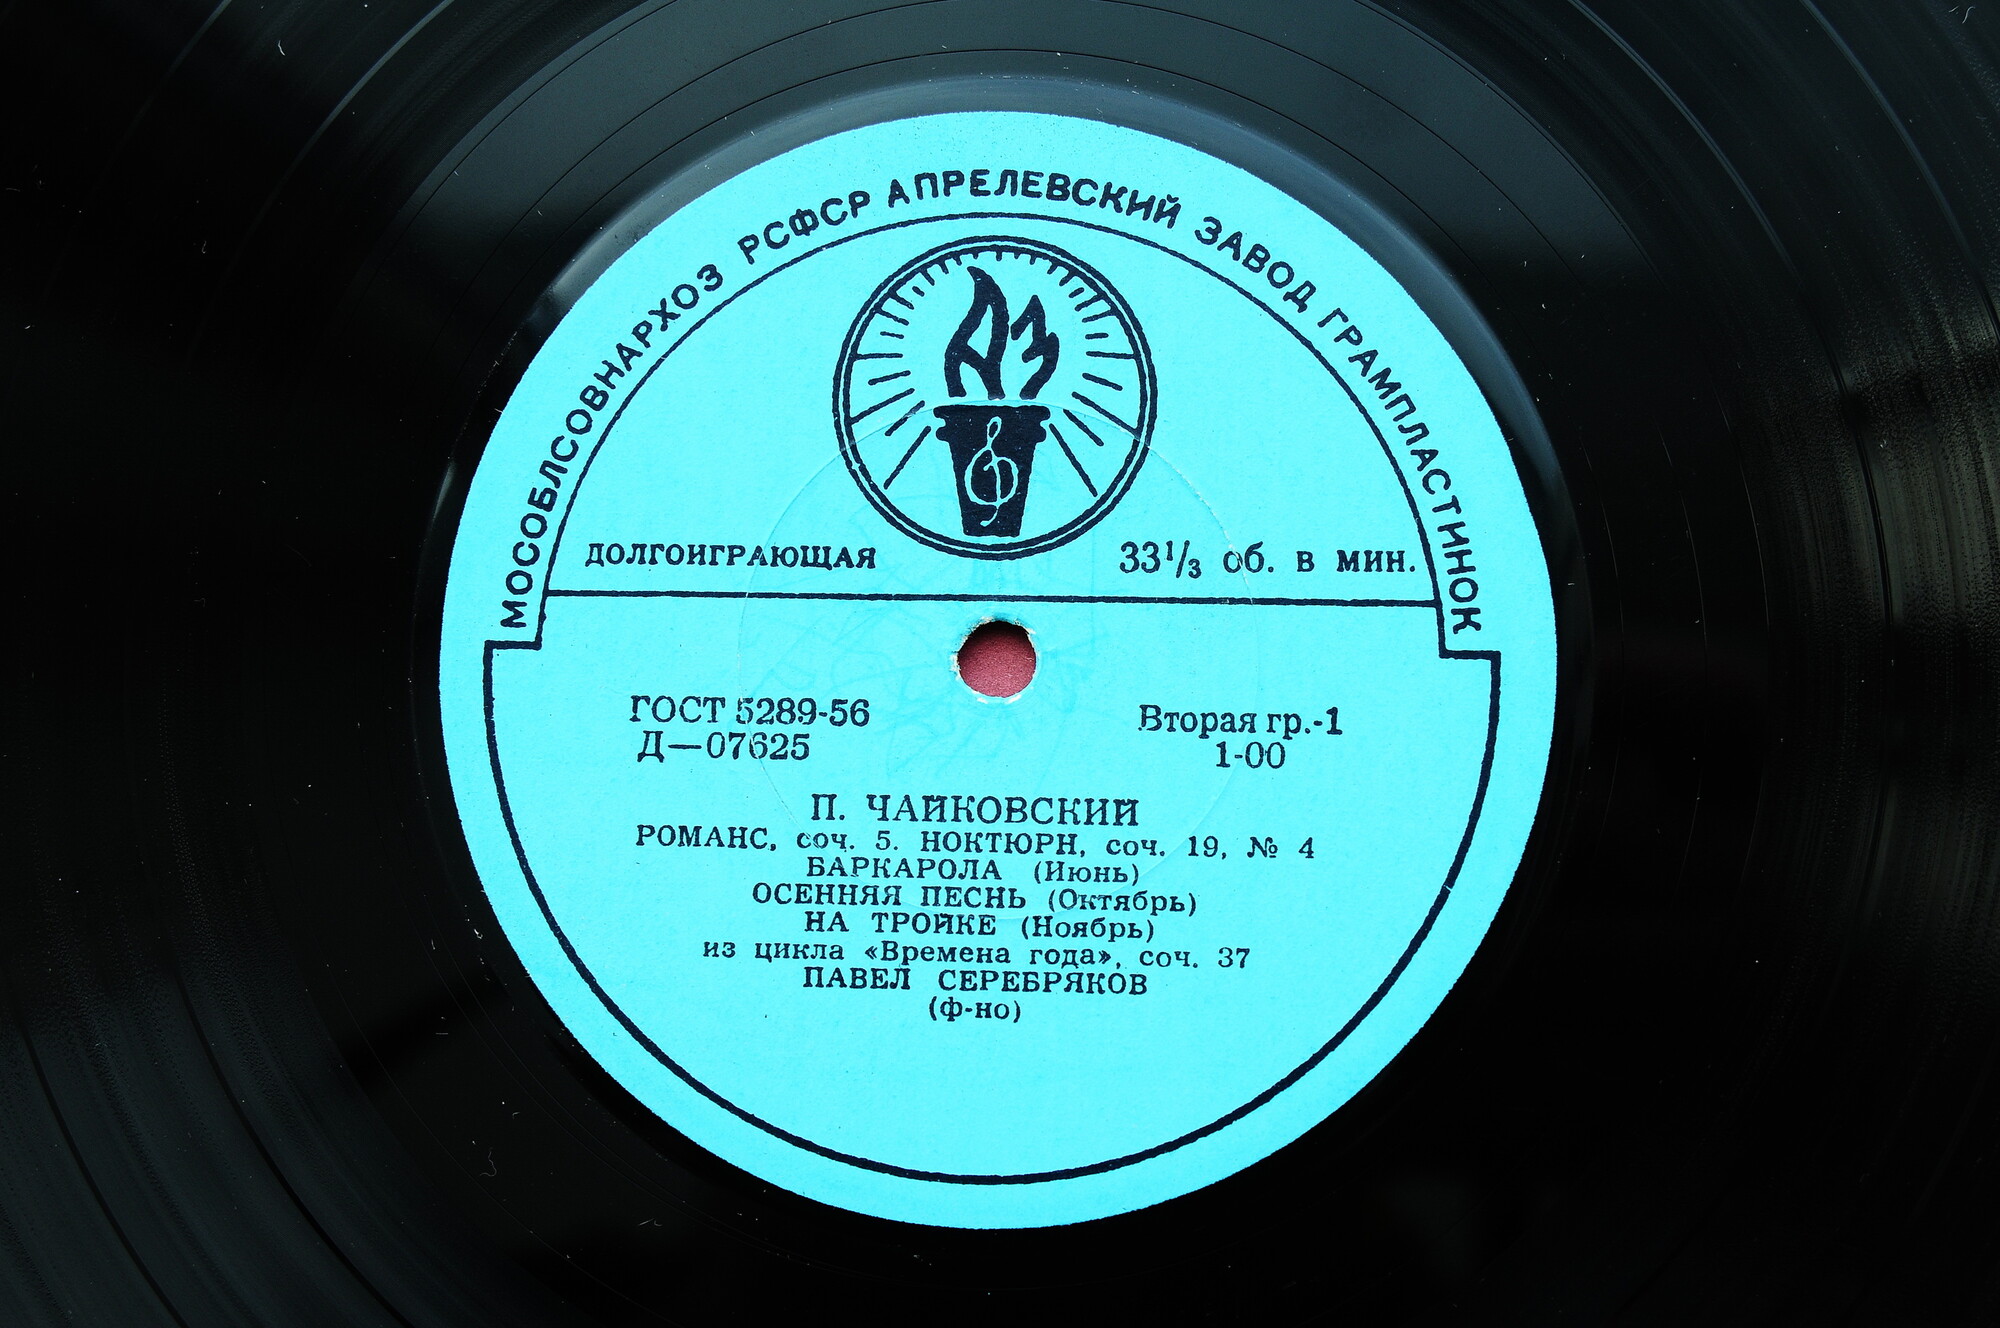 МОСОБЛСОВНАРХОЗ РСФСР АПРЕЛЕВСКИЙ ЗАВОД ГРАМПЛАСТИНОК
АЗ
ДОЛГОИГРАЮЩАЯ 33⅓ об. в мин.
ГОСТ 5289-56 Вторая гр.-1
Д—07625 1-00
П. ЧАЙКОВСКИЙ
РОМАНС, соч. 5. НОКТЮРН, соч. 19, № 4
БАРКАРОЛА (Июнь)
ОСЕННЯЯ ПЕСНЬ (Октябрь)
НА ТРОЙКЕ (Ноябрь)
из цикла «Времена года», соч. 37
ПАВЕЛ СЕРЕБРЯКОВ
(ф-но)